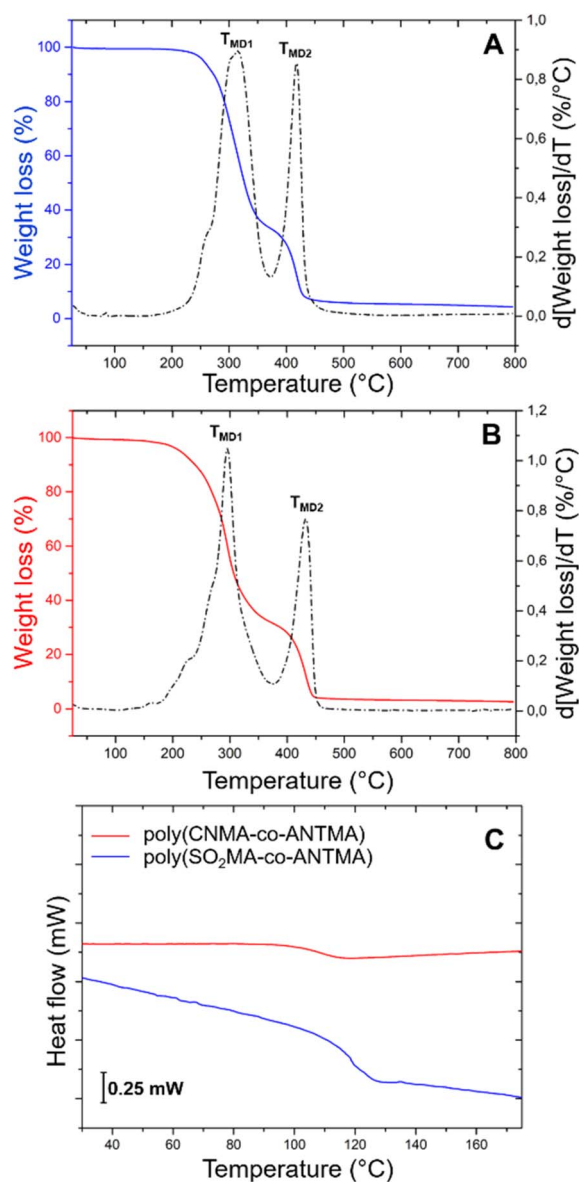 A
T_MD1
T_MD2
Weight loss (%)
100
80
60
40
20
0
1,0
0,8
0,6
0,4
0,2
0,0
d[Weight loss]/dT (%/°C)
100 200 300 400 500 600 700 800
Temperature (°C)
B
T_MD1
T_MD2
Weight loss (%)
100
80
60
40
20
0
1,2
1,0
0,8
0,6
0,4
0,2
0,0
d[Weight loss]/dT (%/°C)
100 200 300 400 500 600 700 800
Temperature (°C)
C
poly(CNMA-co-ANTMA)
poly(SO₂MA-co-ANTMA)
Heat flow (mW)
0.25 mW
40 60 80 100 120 140 160
Temperature (°C)